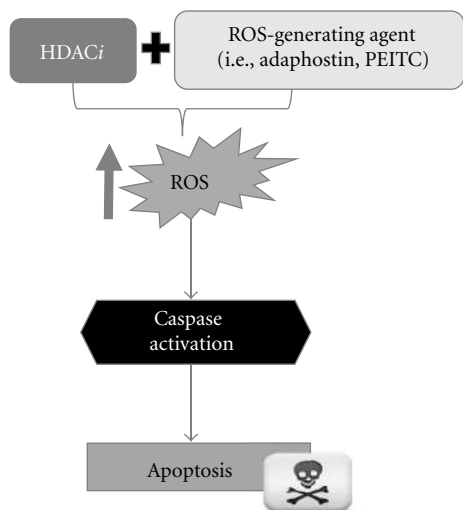 HDACi
ROS-generating agent
(i.e., adaphostin, PEITC)
ROS
Caspase
activation
Apoptosis